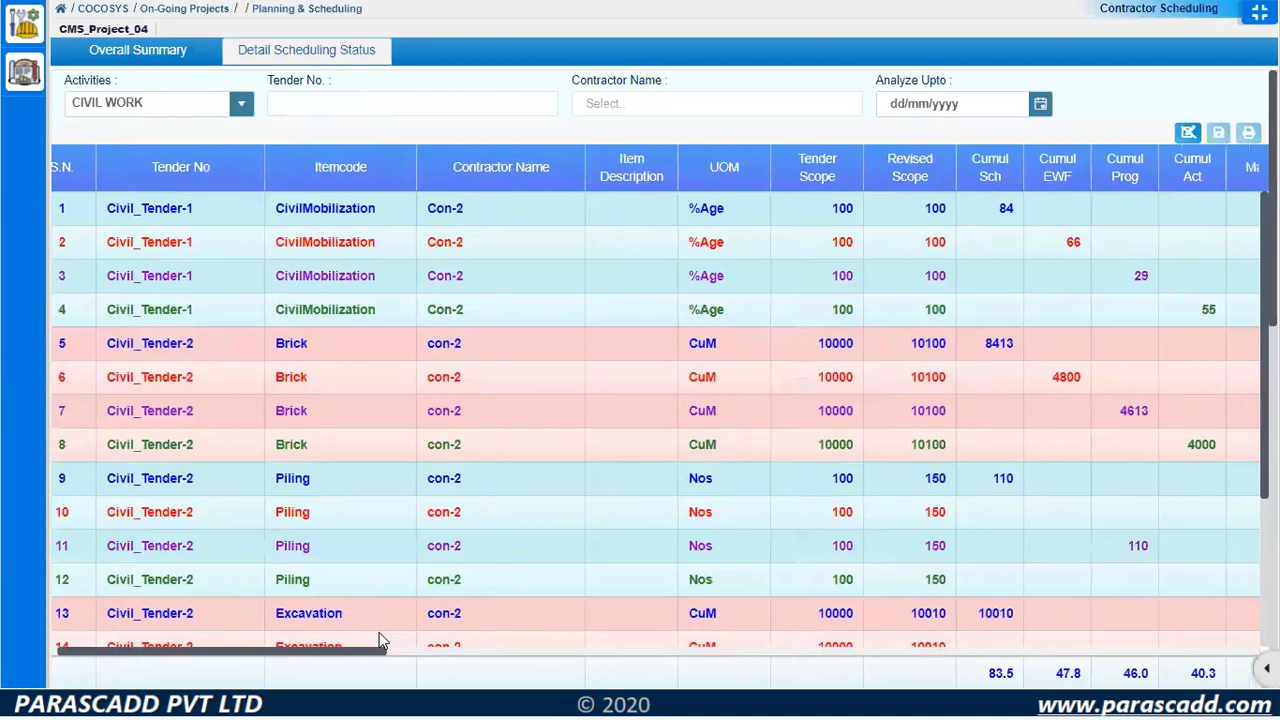 COCOSYS / On-Going Projects / / Planning & Scheduling
Contractor Scheduling
CMS_Project_04
Overall Summary Detail Scheduling Status
Activities : Tender No. : Contractor Name : Analyze Upto :
CIVIL WORK Select.. dd/mm/yyyy
S.N. Tender No Itemcode Contractor Name Item Description UOM Tender Scope Revised Scope Cumul Sch Cumul EWF Cumul Prog Cumul Act Ma
1 Civil_Tender-1 CivilMobilization Con-2 %Age 100 100 84
2 Civil_Tender-1 CivilMobilization Con-2 %Age 100 100 66
3 Civil_Tender-1 CivilMobilization Con-2 %Age 100 100 29
4 Civil_Tender-1 CivilMobilization Con-2 %Age 100 100 55
5 Civil_Tender-2 Brick con-2 CuM 10000 10100 8413
6 Civil_Tender-2 Brick con-2 CuM 10000 10100 4800
7 Civil_Tender-2 Brick con-2 CuM 10000 10100 4613
8 Civil_Tender-2 Brick con-2 CuM 10000 10100 4000
9 Civil_Tender-2 Piling con-2 Nos 100 150 110
10 Civil_Tender-2 Piling con-2 Nos 100 150
11 Civil_Tender-2 Piling con-2 Nos 100 150 110
12 Civil_Tender-2 Piling con-2 Nos 100 150
13 Civil_Tender-2 Excavation con-2 CuM 10000 10010 10010
14 Civil_Tender-2 Excavation con-2 CuM 10000 10010
83.5 47.8 46.0 40.3
PARASCADD PVT LTD © 2020 www.parascadd.com